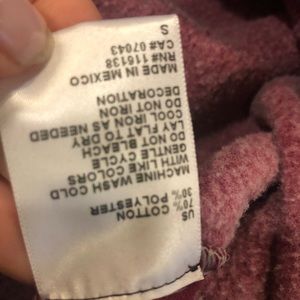 US
70% COTTON
30% POLYESTER
MACHINE WASH COLD
WITH LIKE COLORS
GENTLE CYCLE
DO NOT BLEACH
LAY FLAT TO DRY
COOL IRON AS NEEDED
DO NOT IRON
DECORATION
MADE IN MEXICO
RN# 116138
CA# 07043
S